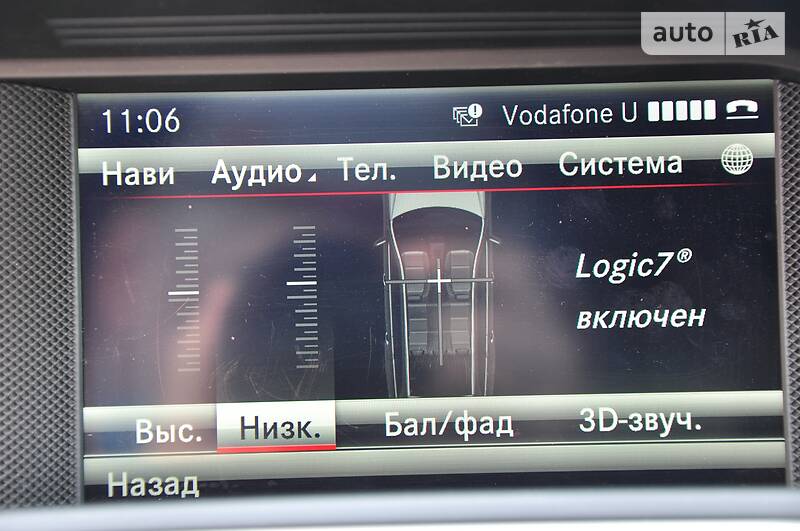 auto RIA
11:06 Vodafone U
Нави Аудио Тел. Видео Система
Logic7®
включен
Выс. Низк. Бал/фад 3D-звуч.
Назад